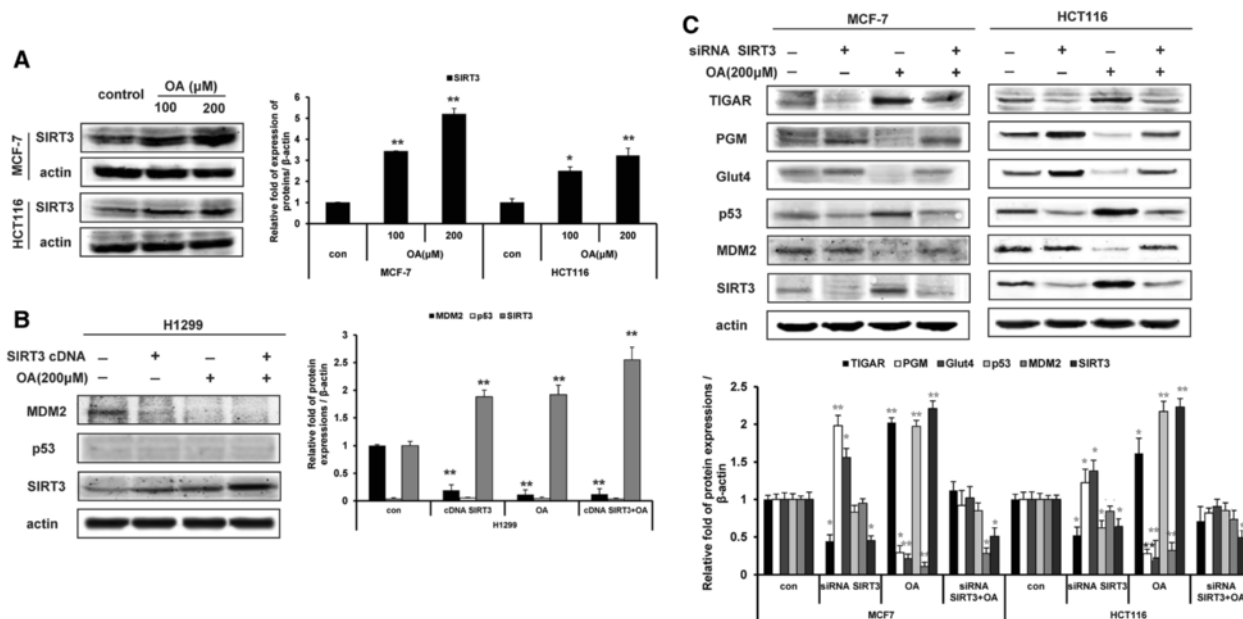 A
control
OA (μM)
100 200
MCF-7
SIRT3
actin
HCT116
SIRT3
actin
Relative fold of expression of
proteins/ β-actin
SIRT3
6
5
4
3
2
1
0
** ** * **
con 100 200 con 100 200
OA(μM) OA(μM)
MCF-7 HCT116
B
H1299
SIRT3 cDNA – + – +
OA(200μM) – – + +
MDM2
p53
SIRT3
actin
Relative fold of protein
expressions / β-actin
MDM2 p53 SIRT3
3
2.5
2
1.5
1
0.5
0
** ** ** ** ** **
con cDNA SIRT3 OA cDNA SIRT3+OA
H1299
C
MCF-7 HCT116
siRNA SIRT3 – + – + – + – +
OA(200μM) – – + + – – + +
TIGAR
PGM
Glut4
p53
MDM2
SIRT3
actin
TIGAR PGM Glut4 p53 MDM2 SIRT3
Relative fold of protein expressions /
β-actin
2.5
2
1.5
1
0.5
0
* ** * * ** * ** ** ** ** * * * * * * * * ** ** ** ** ** *
con siRNA SIRT3 OA siRNA SIRT3+OA con siRNA SIRT3 OA siRNA SIRT3+OA
MCF7 HCT116